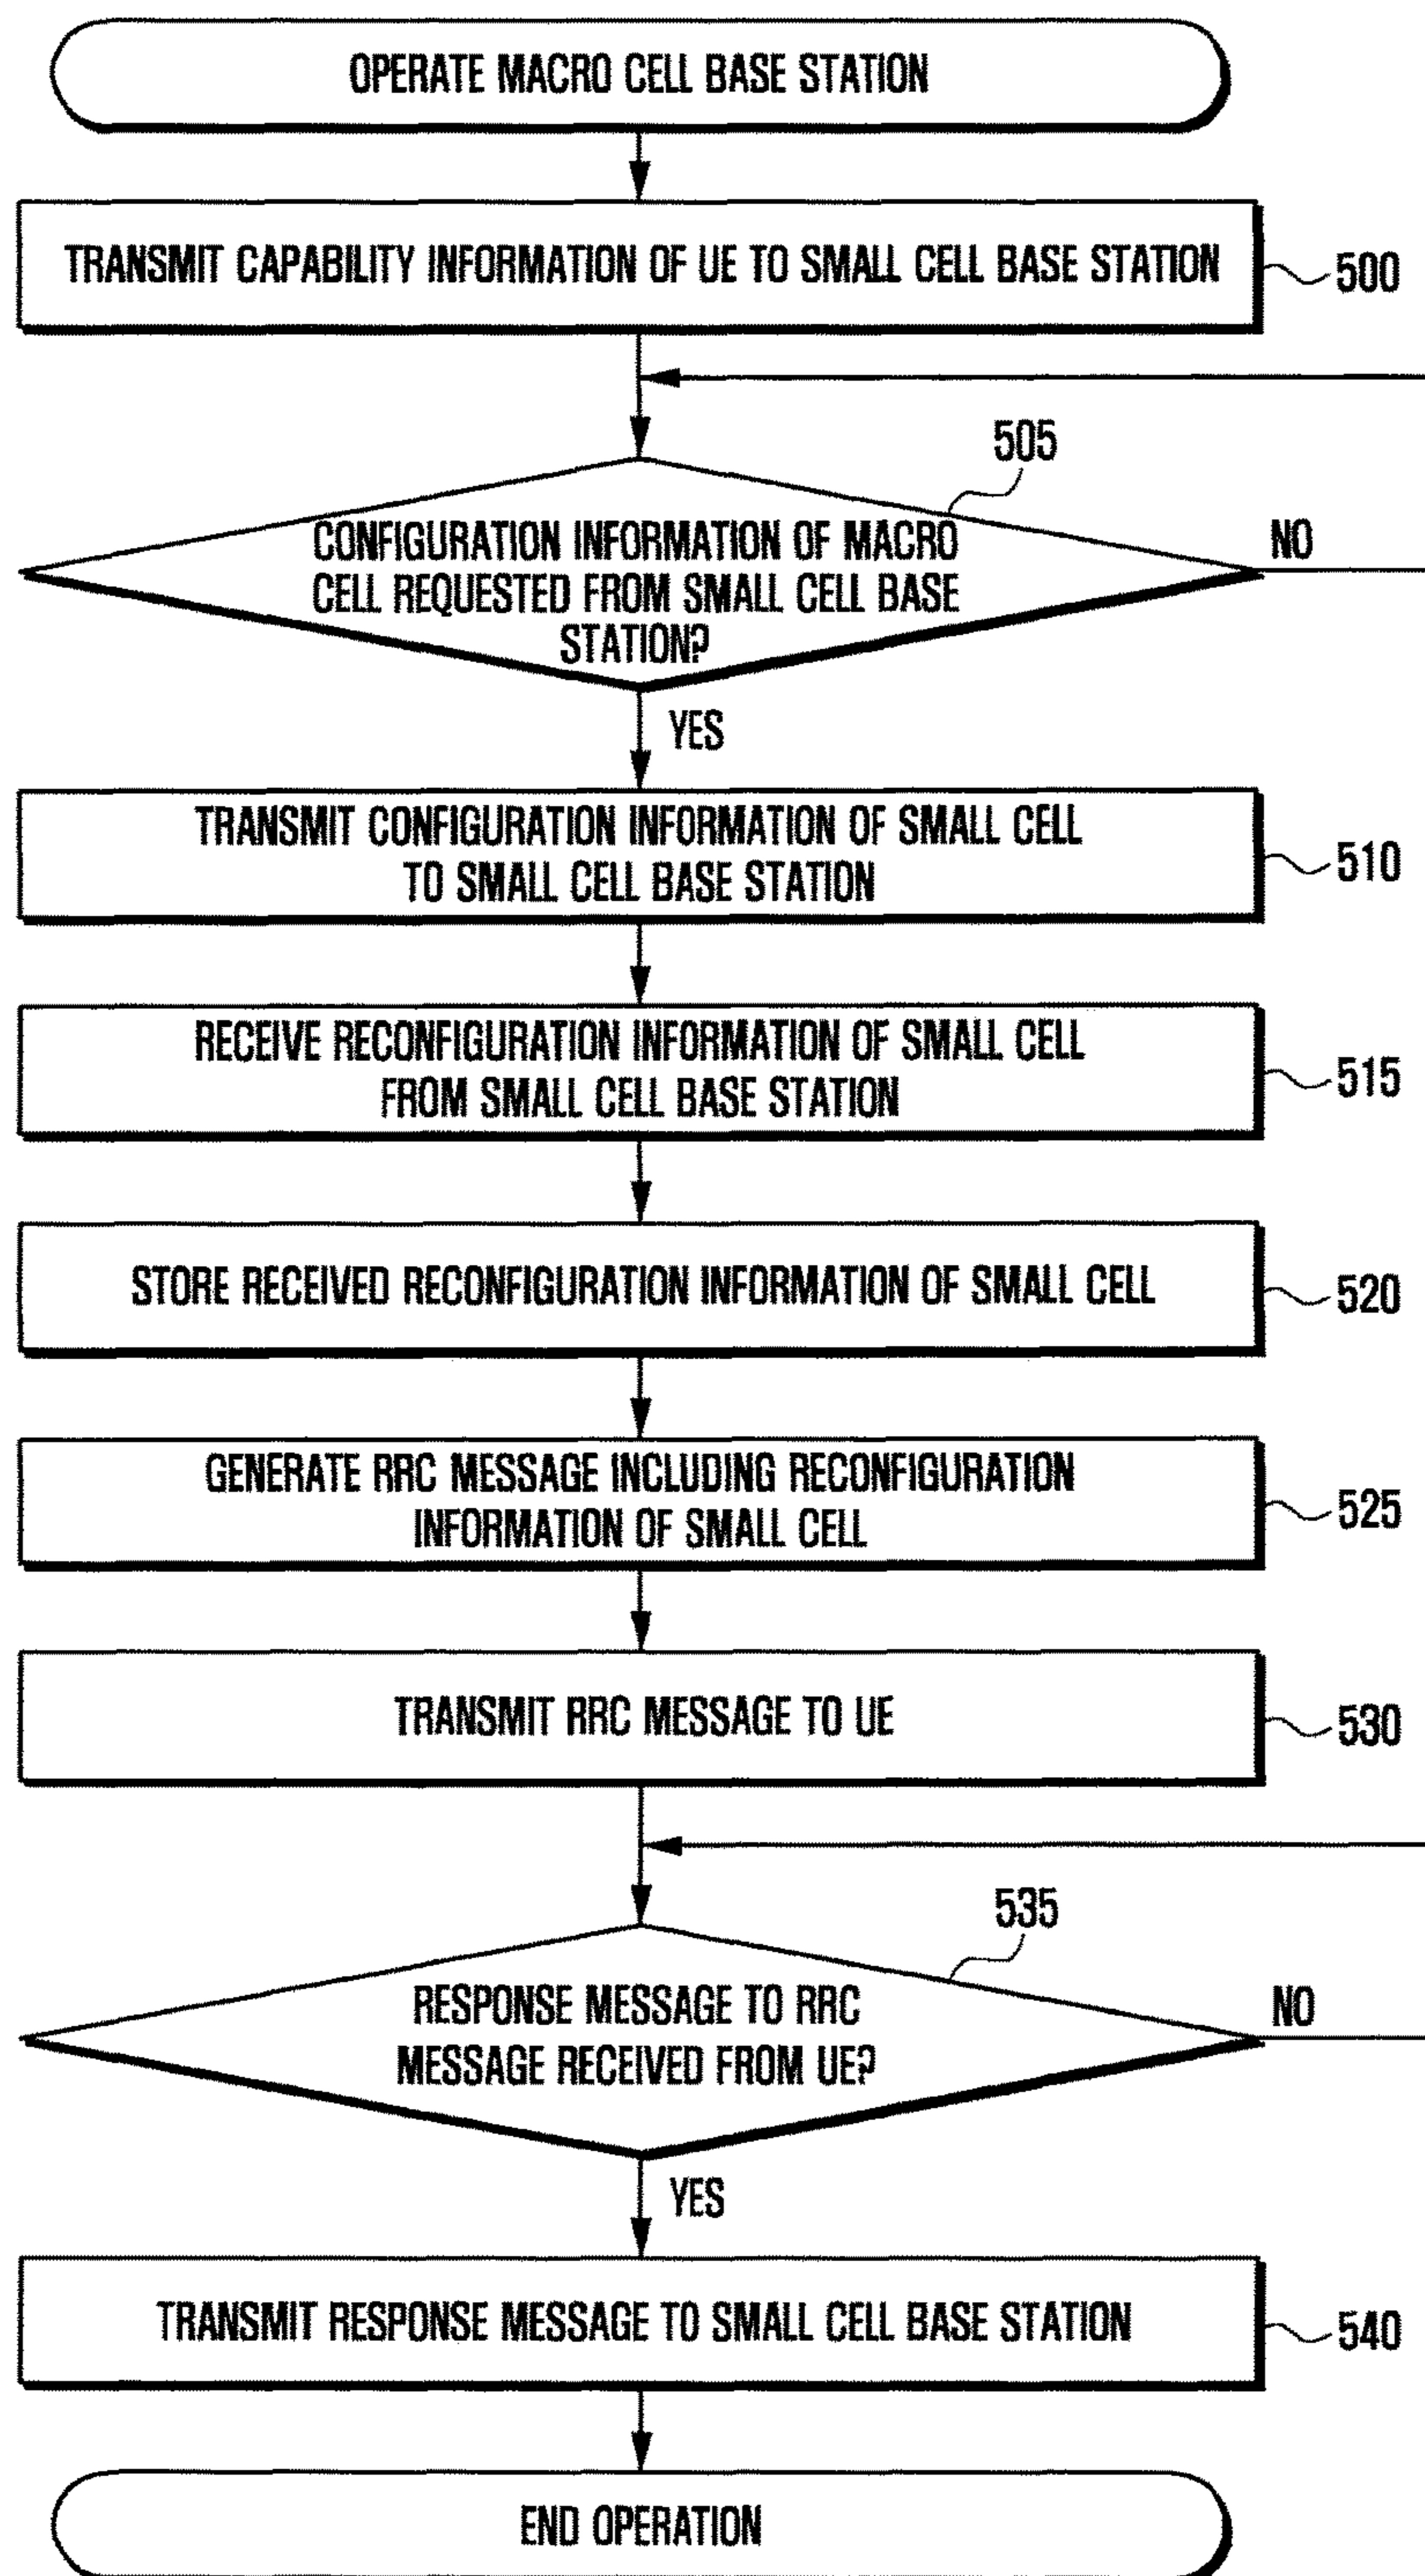 OPERATE MACRO CELL BASE STATION
TRANSMIT CAPABILITY INFORMATION OF UE TO SMALL CELL BASE STATION
500
505
CONFIGURATION INFORMATION OF MACRO
CELL REQUESTED FROM SMALL CELL BASE
STATION?
NO
YES
TRANSMIT CONFIGURATION INFORMATION OF SMALL CELL
TO SMALL CELL BASE STATION
510
RECEIVE RECONFIGURATION INFORMATION OF SMALL CELL
FROM SMALL CELL BASE STATION
515
STORE RECEIVED RECONFIGURATION INFORMATION OF SMALL CELL
520
GENERATE RRC MESSAGE INCLUDING RECONFIGURATION
INFORMATION OF SMALL CELL
525
TRANSMIT RRC MESSAGE TO UE
530
535
RESPONSE MESSAGE TO RRC
MESSAGE RECEIVED FROM UE?
NO
YES
TRANSMIT RESPONSE MESSAGE TO SMALL CELL BASE STATION
540
END OPERATION